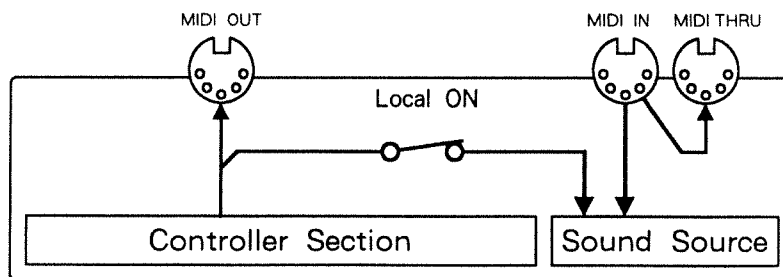 MIDI OUT
MIDI IN
MIDI THRU
Local ON
Controller Section
Sound Source